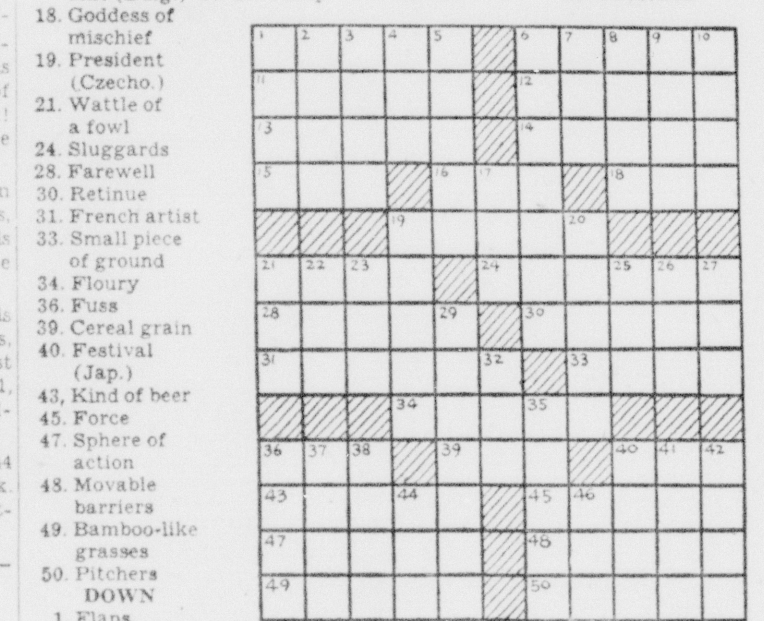 18. Goddess of
mischief
19. President
(Czecho.)
21. Wattle of
a fowl
24. Sluggards
28. Farewell
30. Retinue
31. French artist
33. Small piece
of ground
34. Floury
36. Fuss
39. Cereal grain
40. Festival
(Jap.)
43, Kind of beer
45. Force
47. Sphere of
action
48. Movable
barriers
49. Bamboo-like
grasses
50. Pitchers
DOWN
1. Flaps
1 2 3 4 5 6 7 8 9 10
11 12
13 14
15 16 17 18
19 20
21 22 23 24 25 26 27
28 29 30
31 32 33
34 35
36 37 38 39 40 41 42
43 44 45 46
47 48
49 50